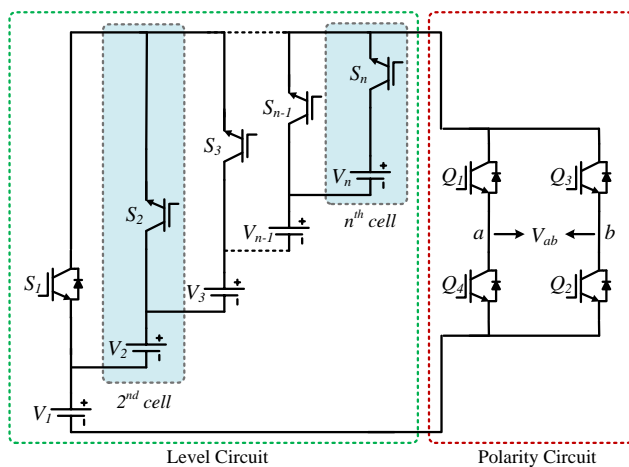 S1
S2
S3
Sn-1
Sn
V1
V2
V3
Vn-1
Vn
2nd cell
nth cell
Q1
Q3
Q4
Q2
a
Vab
b
Level Circuit
Polarity Circuit